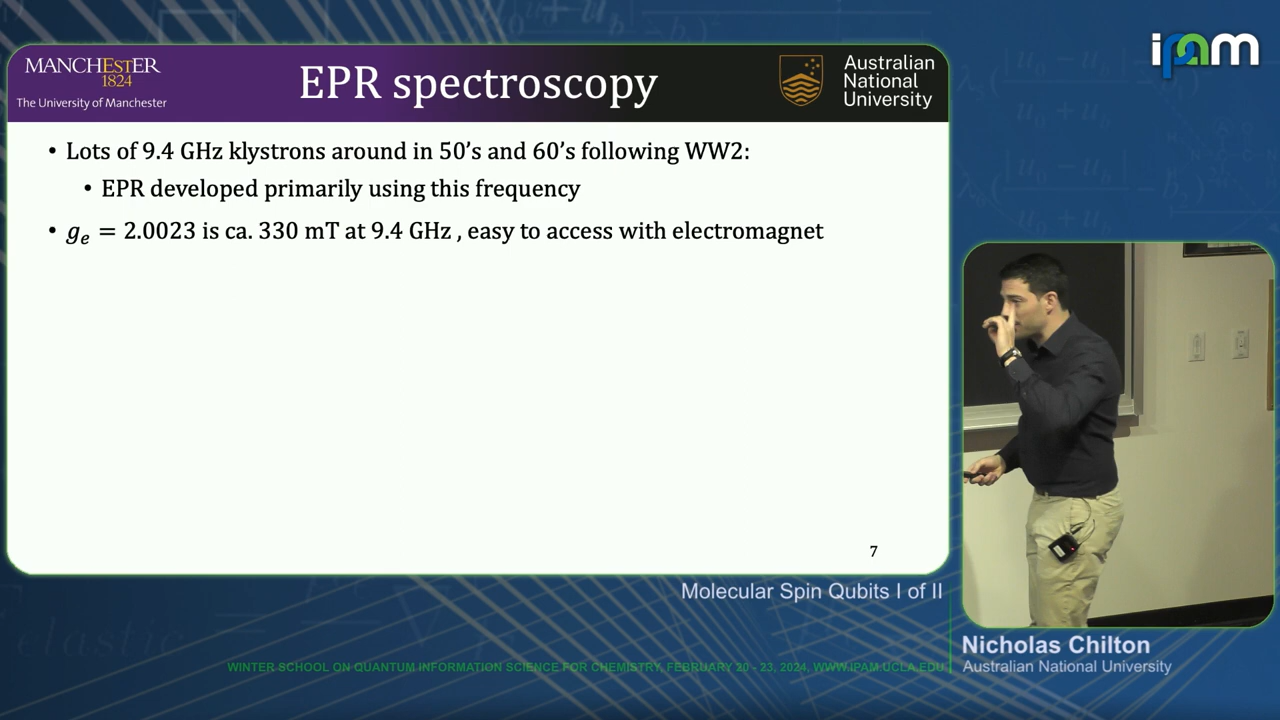 MANCHESTER
1824
The University of Manchester
EPR spectroscopy
Australian
National
University
ipam
• Lots of 9.4 GHz klystrons around in 50's and 60's following WW2:
• EPR developed primarily using this frequency
• gₑ = 2.0023 is ca. 330 mT at 9.4 GHz , easy to access with electromagnet
7
Molecular Spin Qubits I of II
Nicholas Chilton
Australian National University
WINTER SCHOOL ON QUANTUM INFORMATION SCIENCE FOR CHEMISTRY, FEBRUARY 20 - 23, 2024, WWW.IPAM.UCLA.EDU
elastic